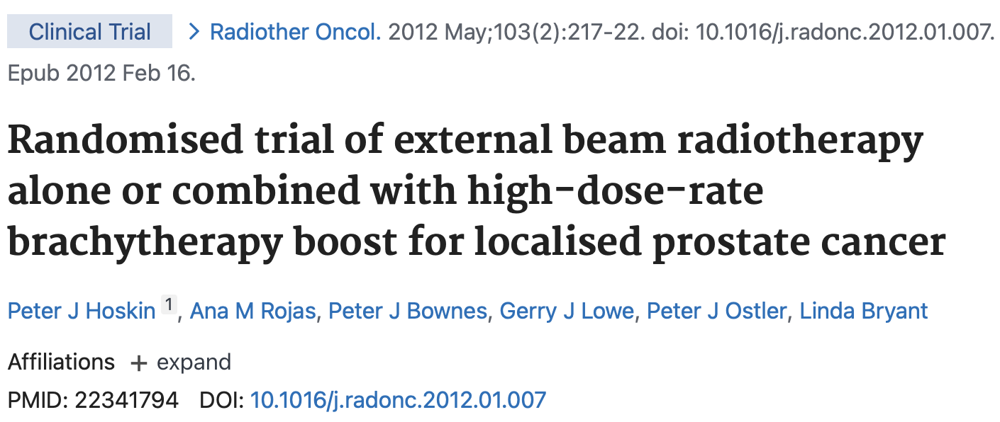 Clinical Trial > Radiother Oncol. 2012 May;103(2):217-22. doi: 10.1016/j.radonc.2012.01.007.
Epub 2012 Feb 16.
Randomised trial of external beam radiotherapy
alone or combined with high-dose-rate
brachytherapy boost for localised prostate cancer
Peter J Hoskin 1, Ana M Rojas, Peter J Bownes, Gerry J Lowe, Peter J Ostler, Linda Bryant
Affiliations + expand
PMID: 22341794 DOI: 10.1016/j.radonc.2012.01.007